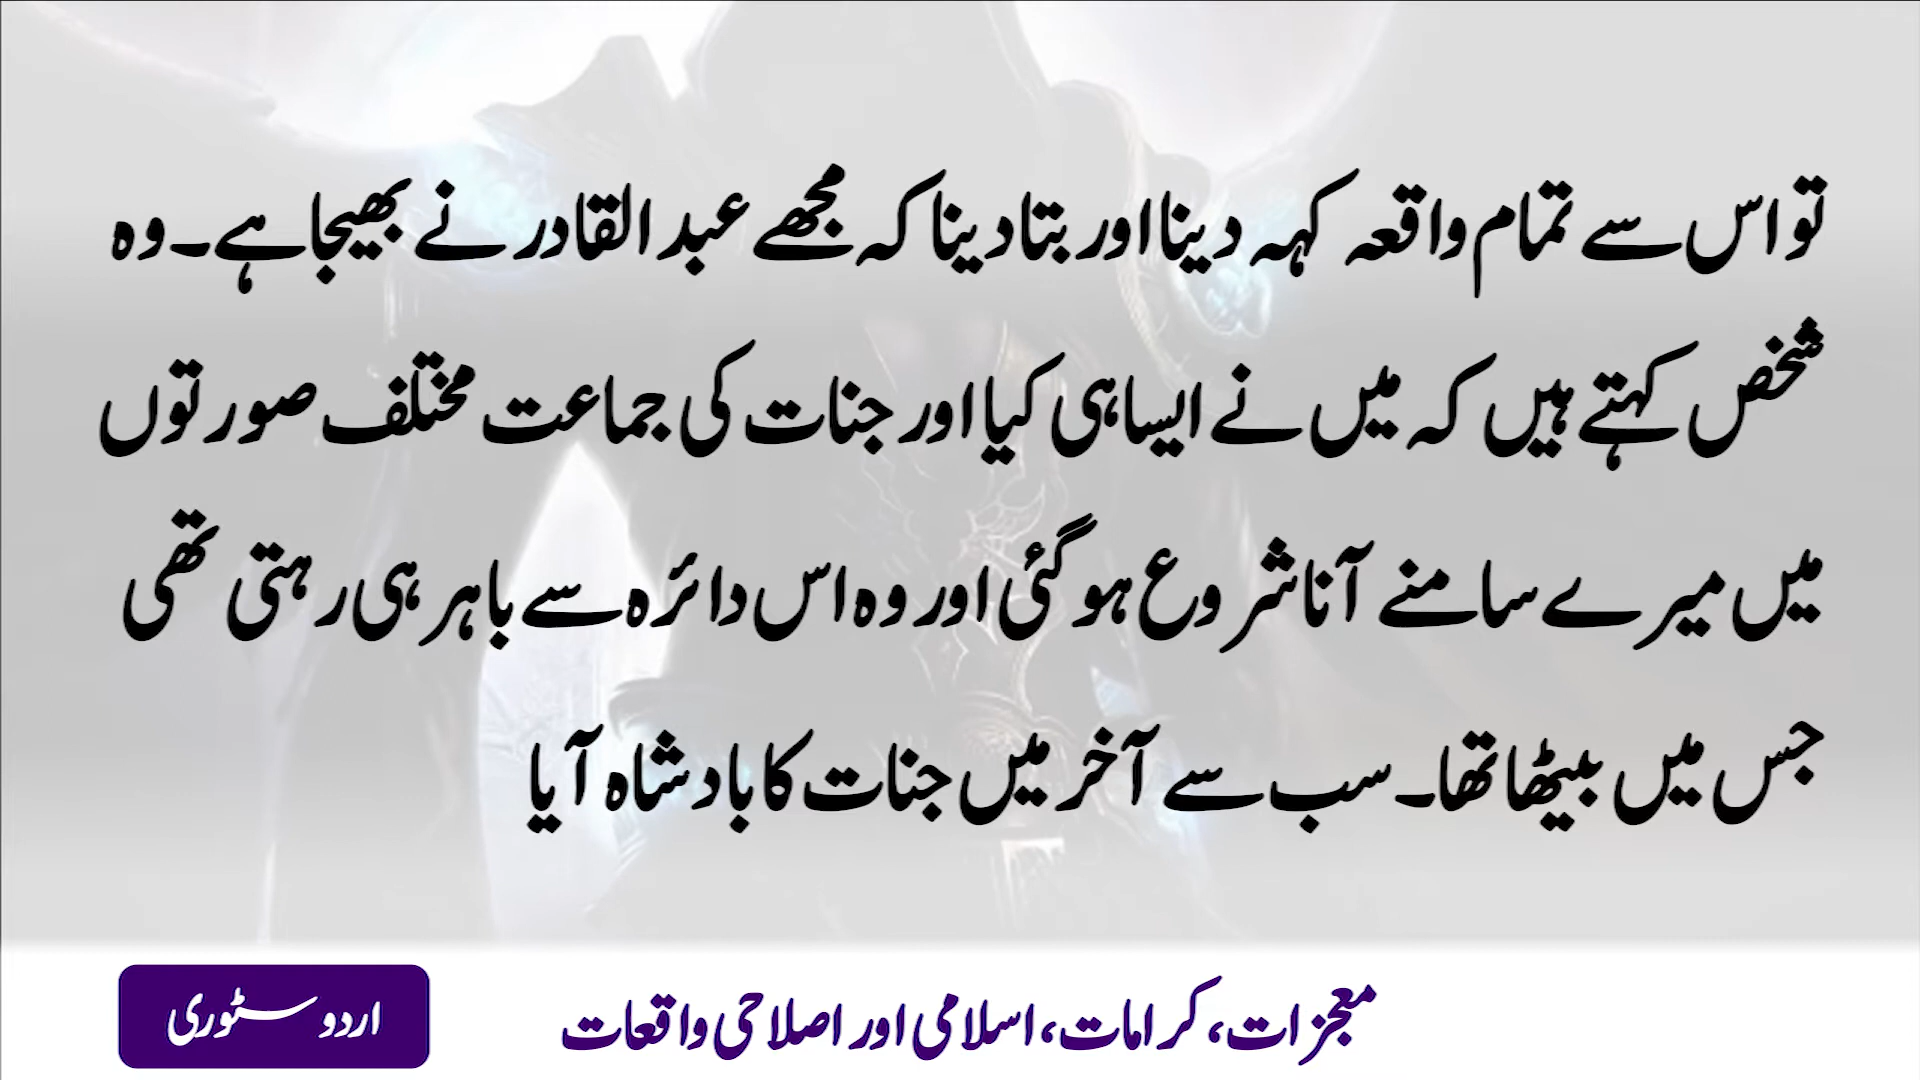 تو اس سے تمام واقعہ کہہ دینا اور بتا دینا کہ مجھے عبد القادر نے بھیجا ہے۔ وہ
شخص کہتے ہیں کہ میں نے ایسا ہی کیا اور جنات کی جماعت مختلف صورتوں
میں میرے سامنے آنا شروع ہو گئی اور وہ اس دائرہ سے باہر ہی رہتی تھی
جس میں بیٹھا تھا۔ سب سے آخر میں جنات کا بادشاہ آیا
معجزات، کرامات، اسلامی اور اصلاحی واقعات
اردو سٹوری